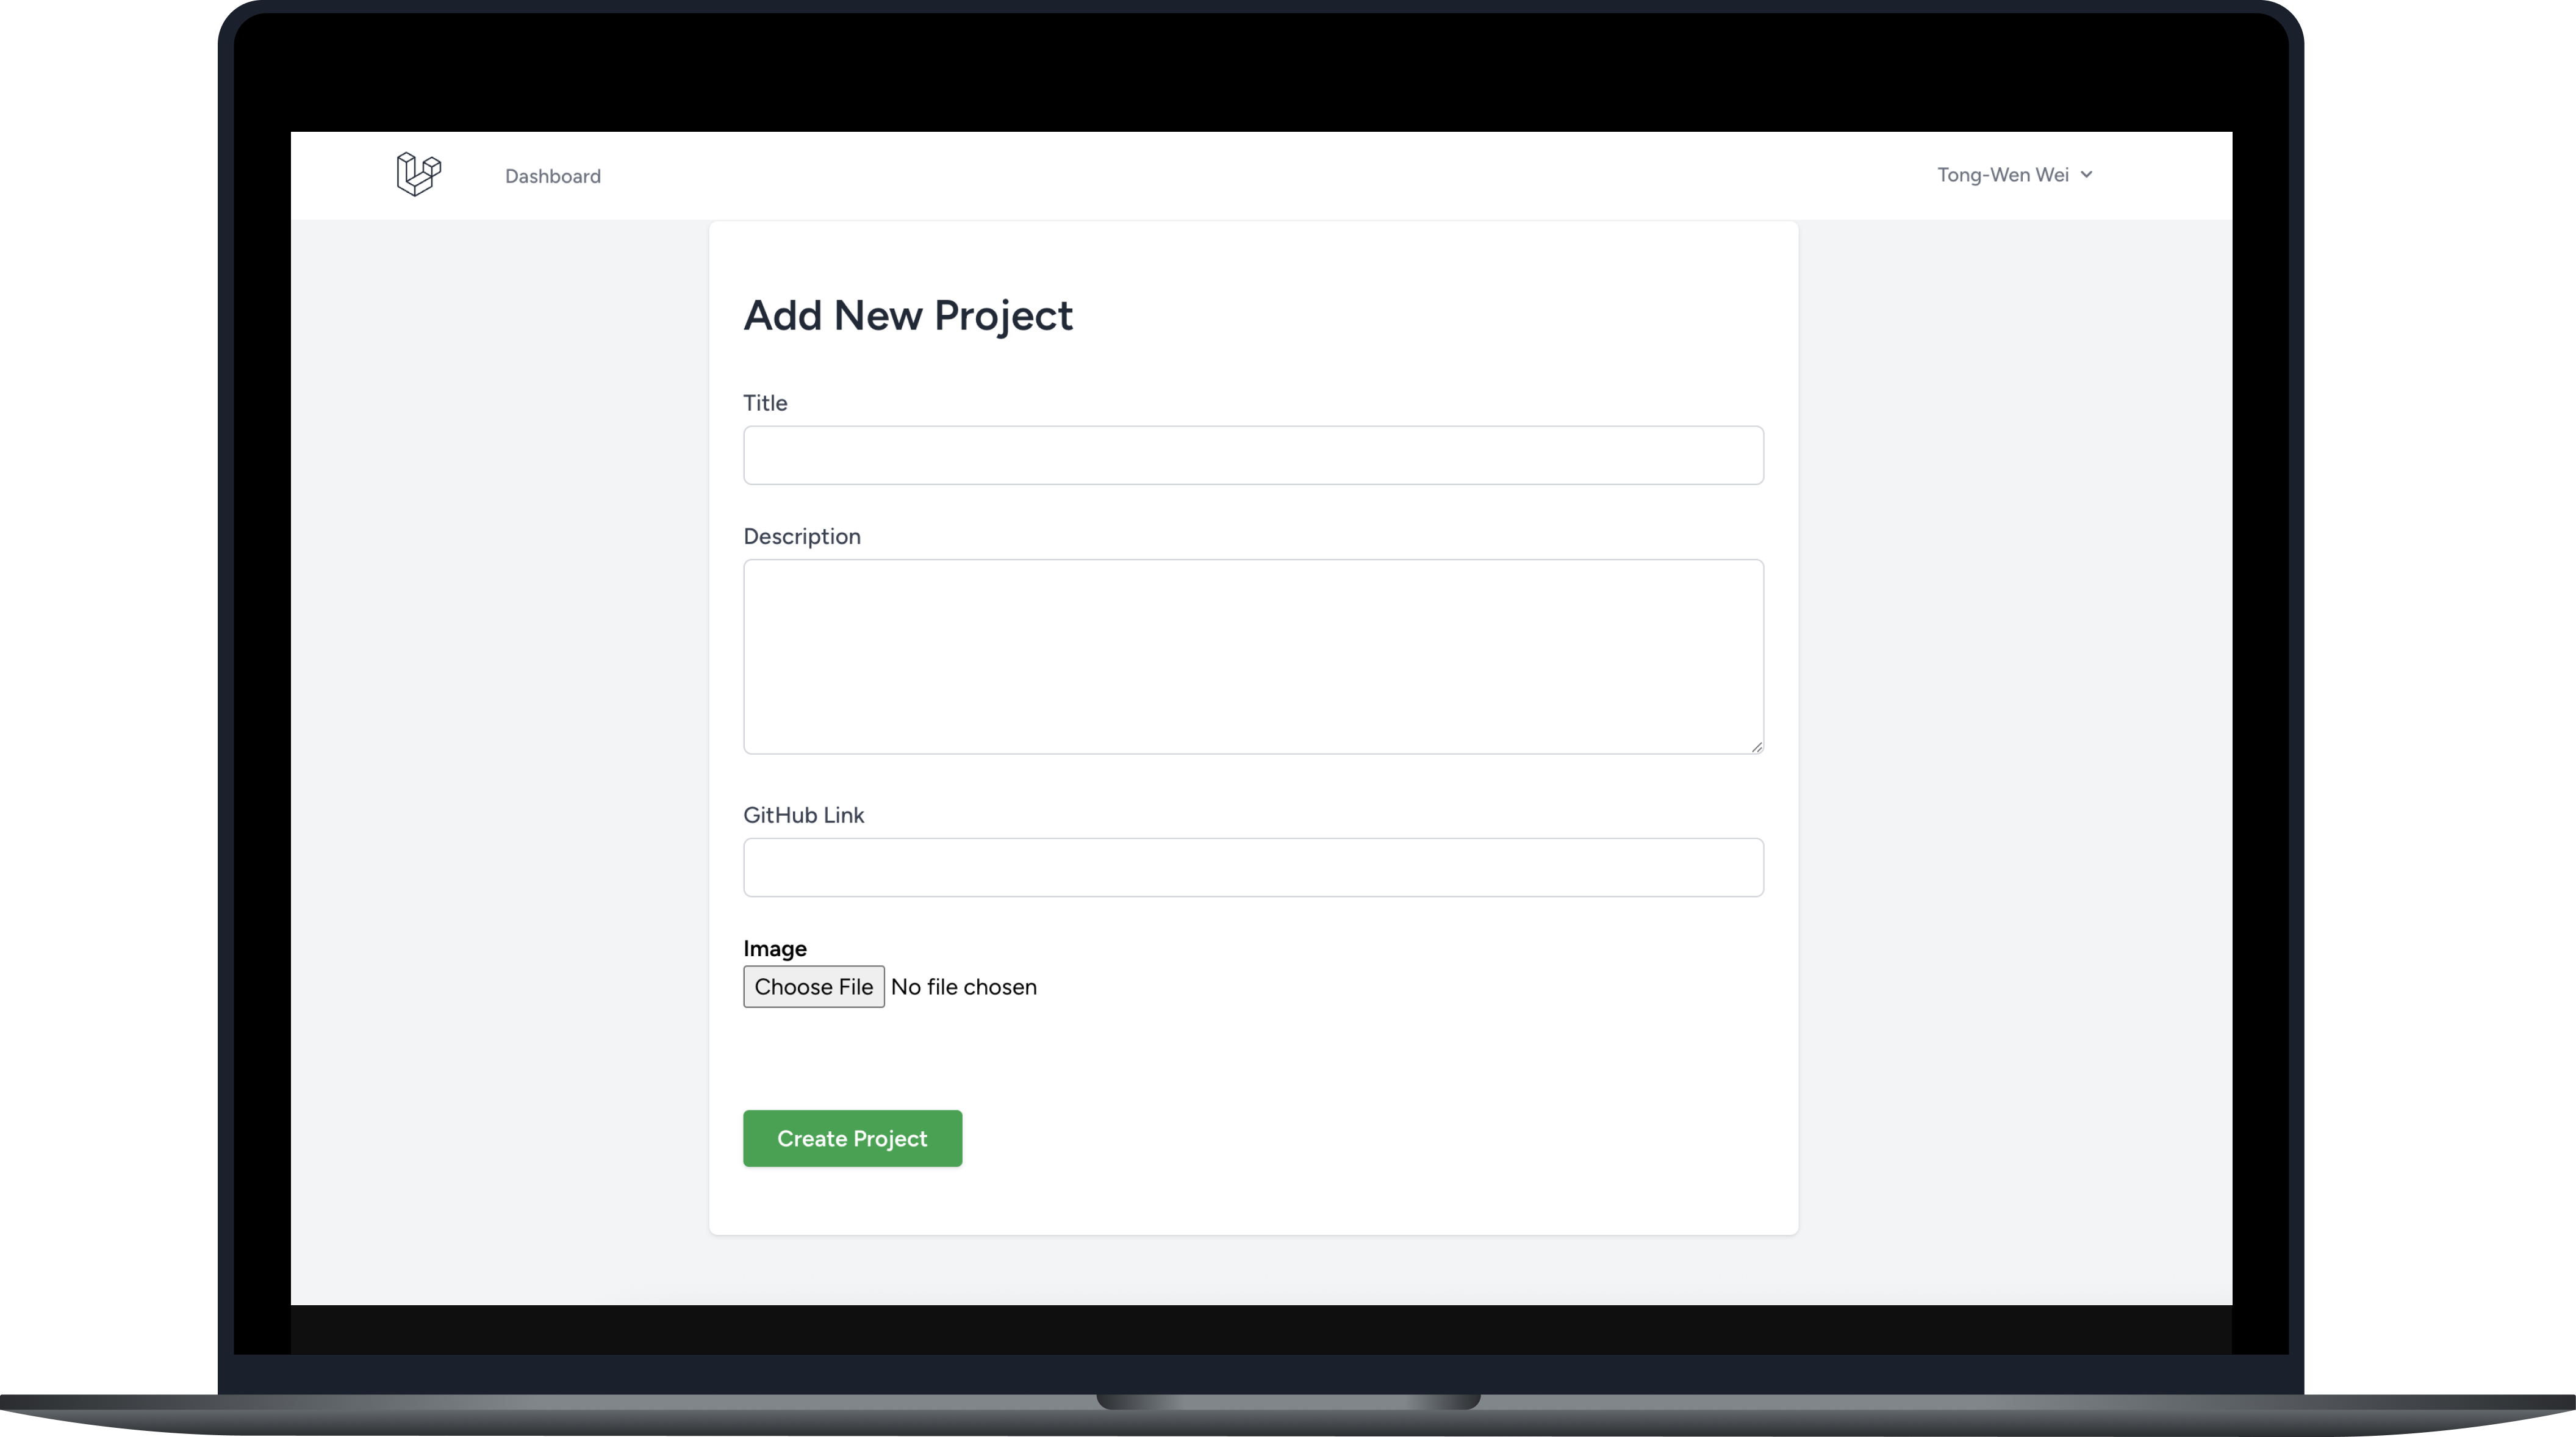 Dashboard
Tong-Wen Wei
Add New Project
Title
Description
GitHub Link
Image
Choose File No file chosen
Create Project